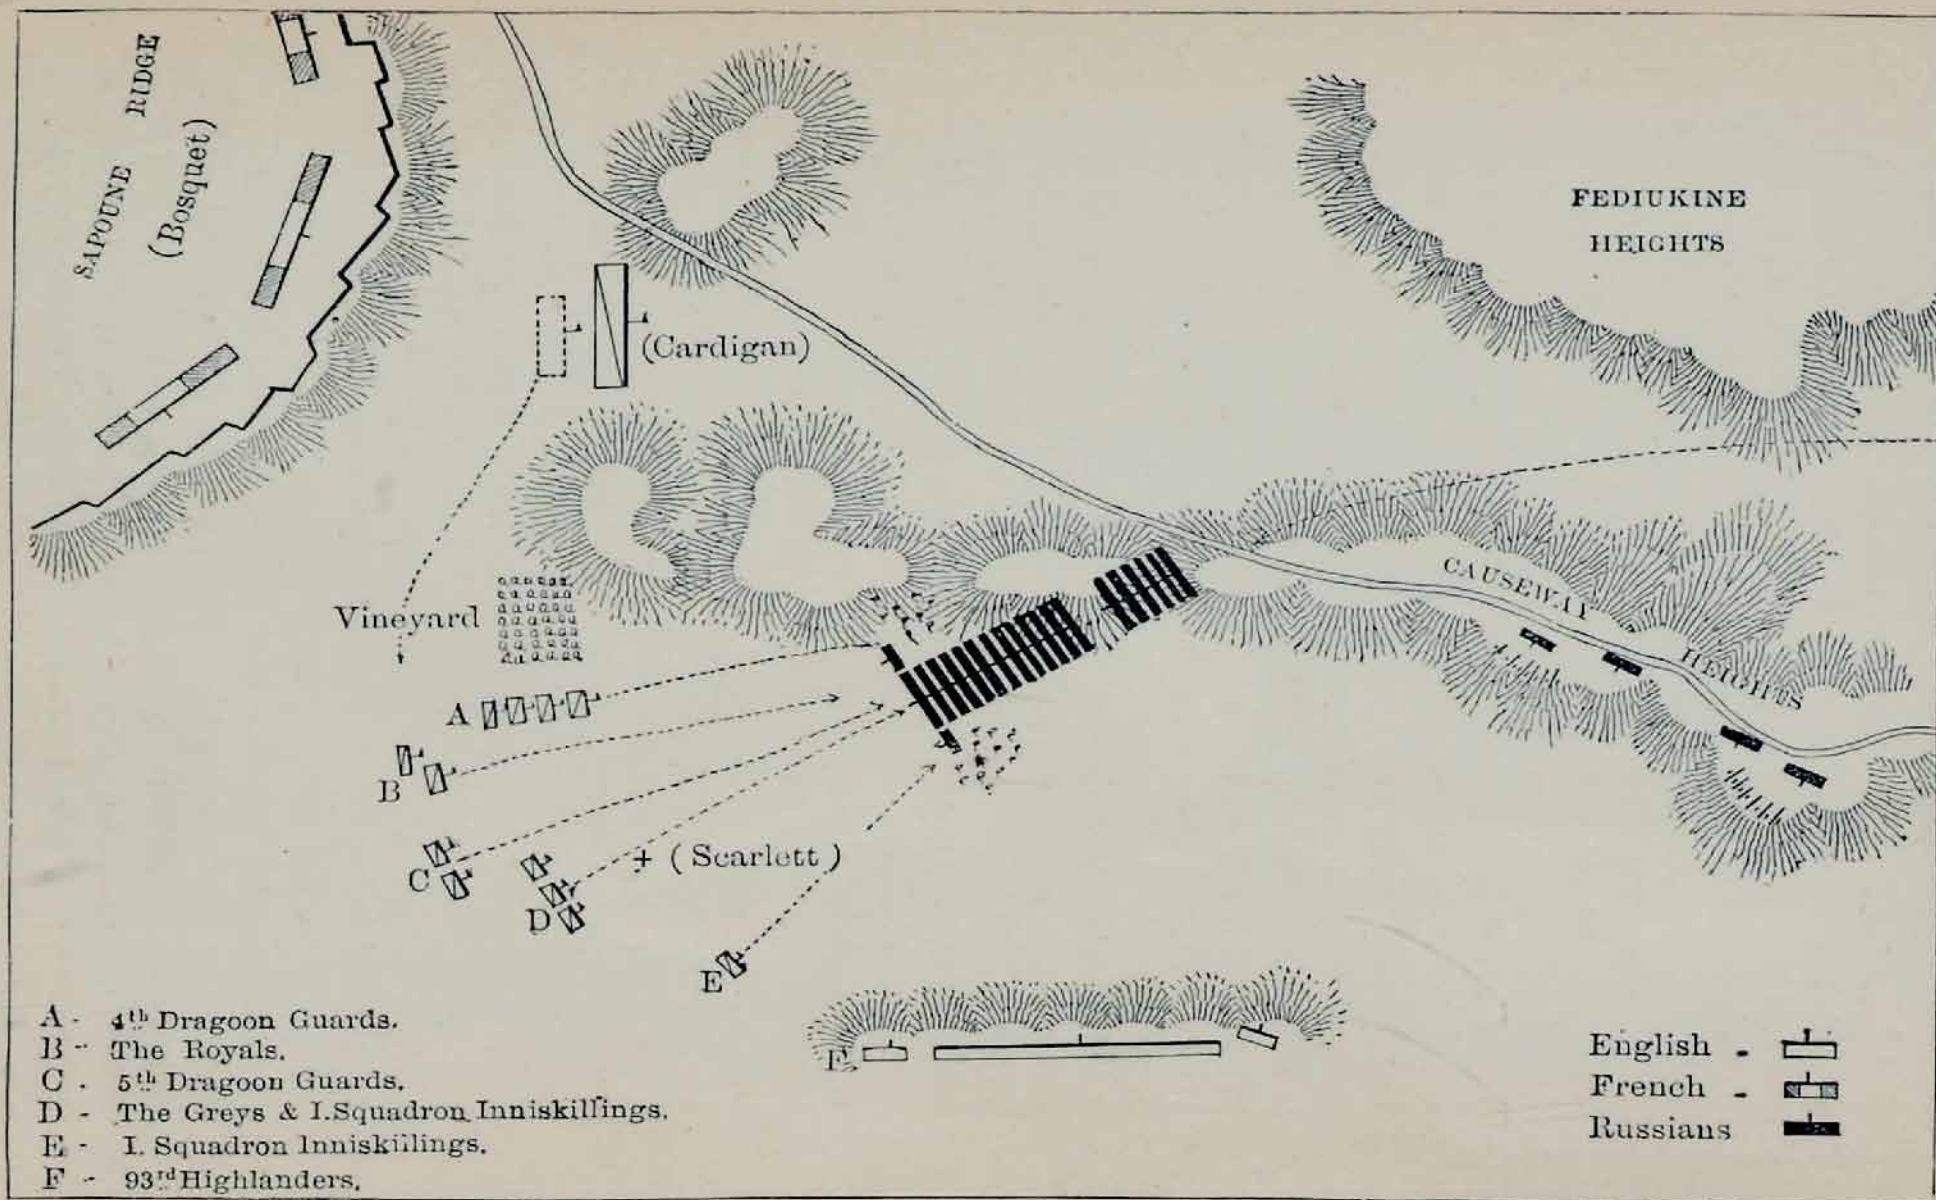 SAPOUNE RIDGE
(Bosquet)
FEDIUKINE
HEIGHTS
(Cardigan)
CAUSEWAY
HEIGHTS
Vineyard
A
B
C
D
+ (Scarlett)
E
F
A - 4th Dragoon Guards.
B - The Royals.
C . 5th Dragoon Guards.
D - The Greys & I. Squadron Inniskillings.
E - I. Squadron Inniskillings.
F - 93rd Highlanders.
English -
French -
Russians